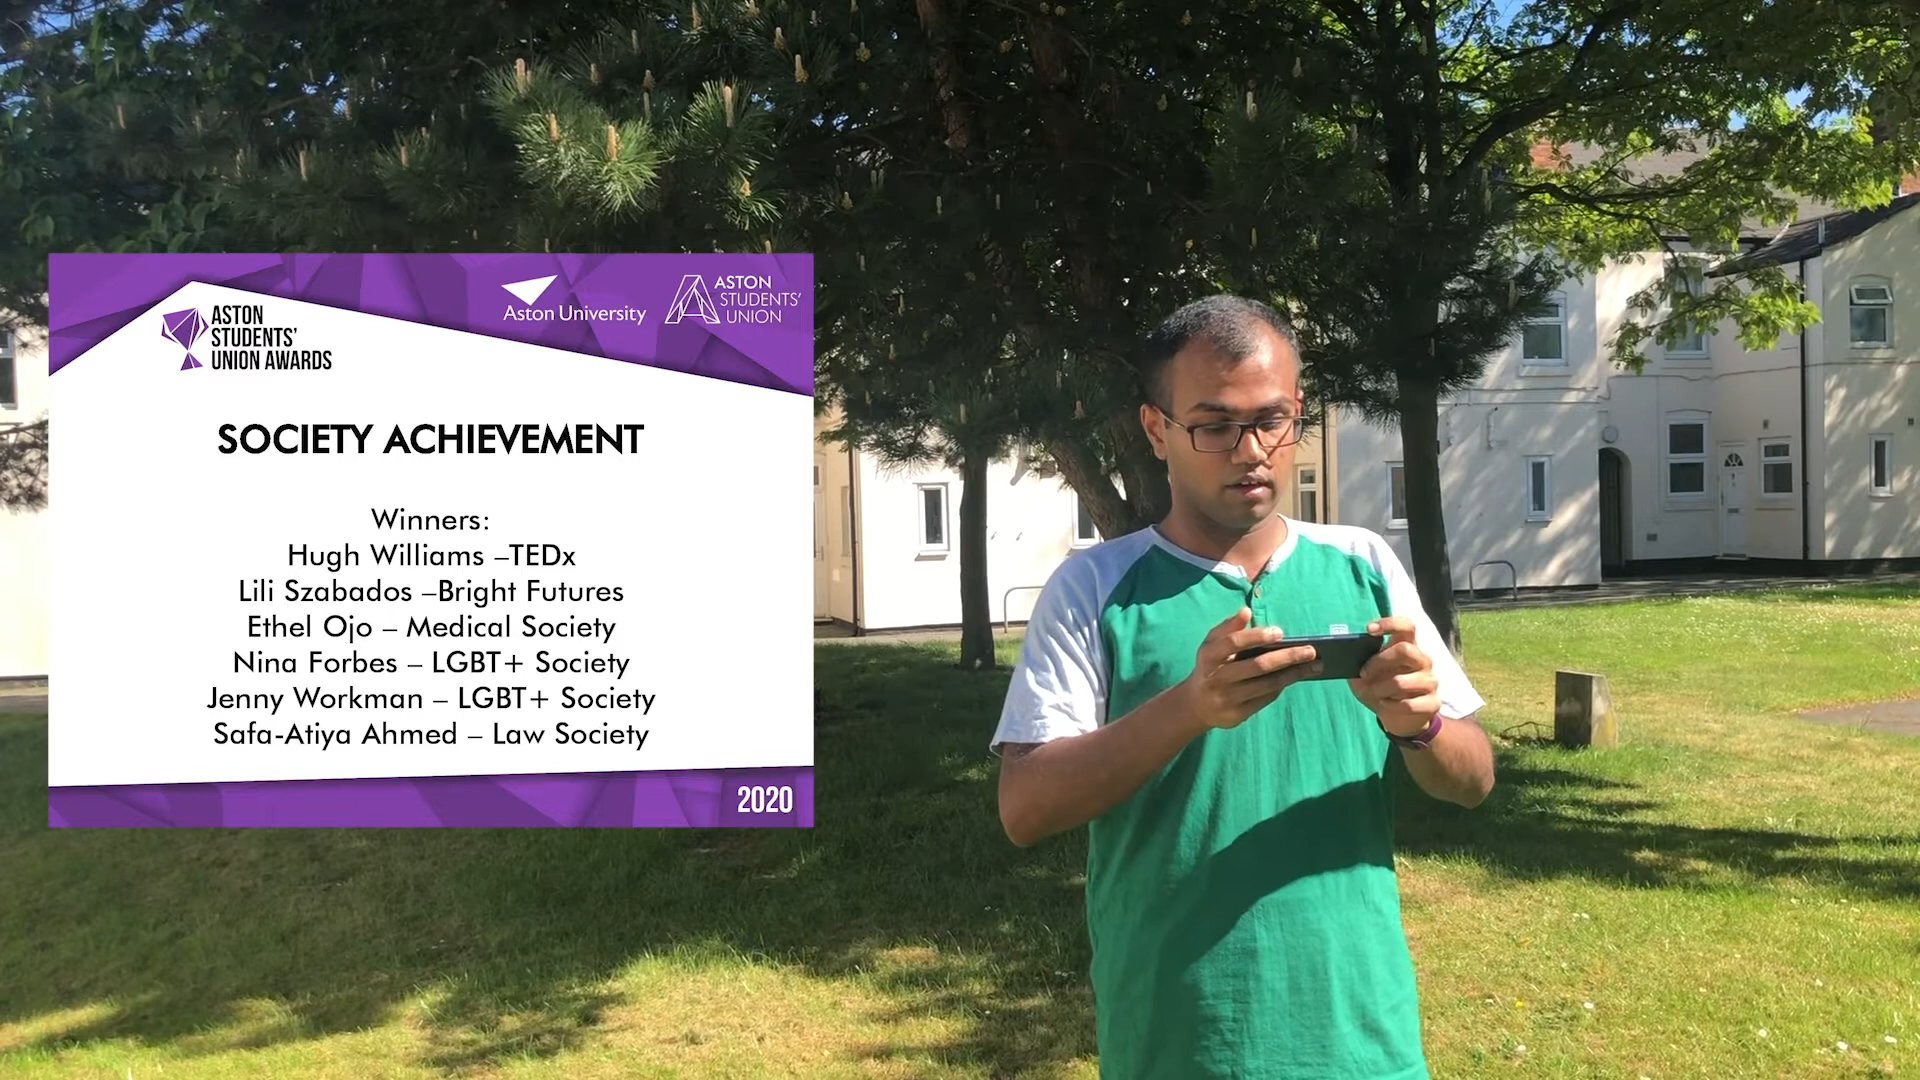 Aston University
ASTON
STUDENTS'
UNION
ASTON
STUDENTS'
UNION AWARDS
SOCIETY ACHIEVEMENT
Winners:
Hugh Williams –TEDx
Lili Szabados –Bright Futures
Ethel Ojo – Medical Society
Nina Forbes – LGBT+ Society
Jenny Workman – LGBT+ Society
Safa-Atiya Ahmed – Law Society
2020